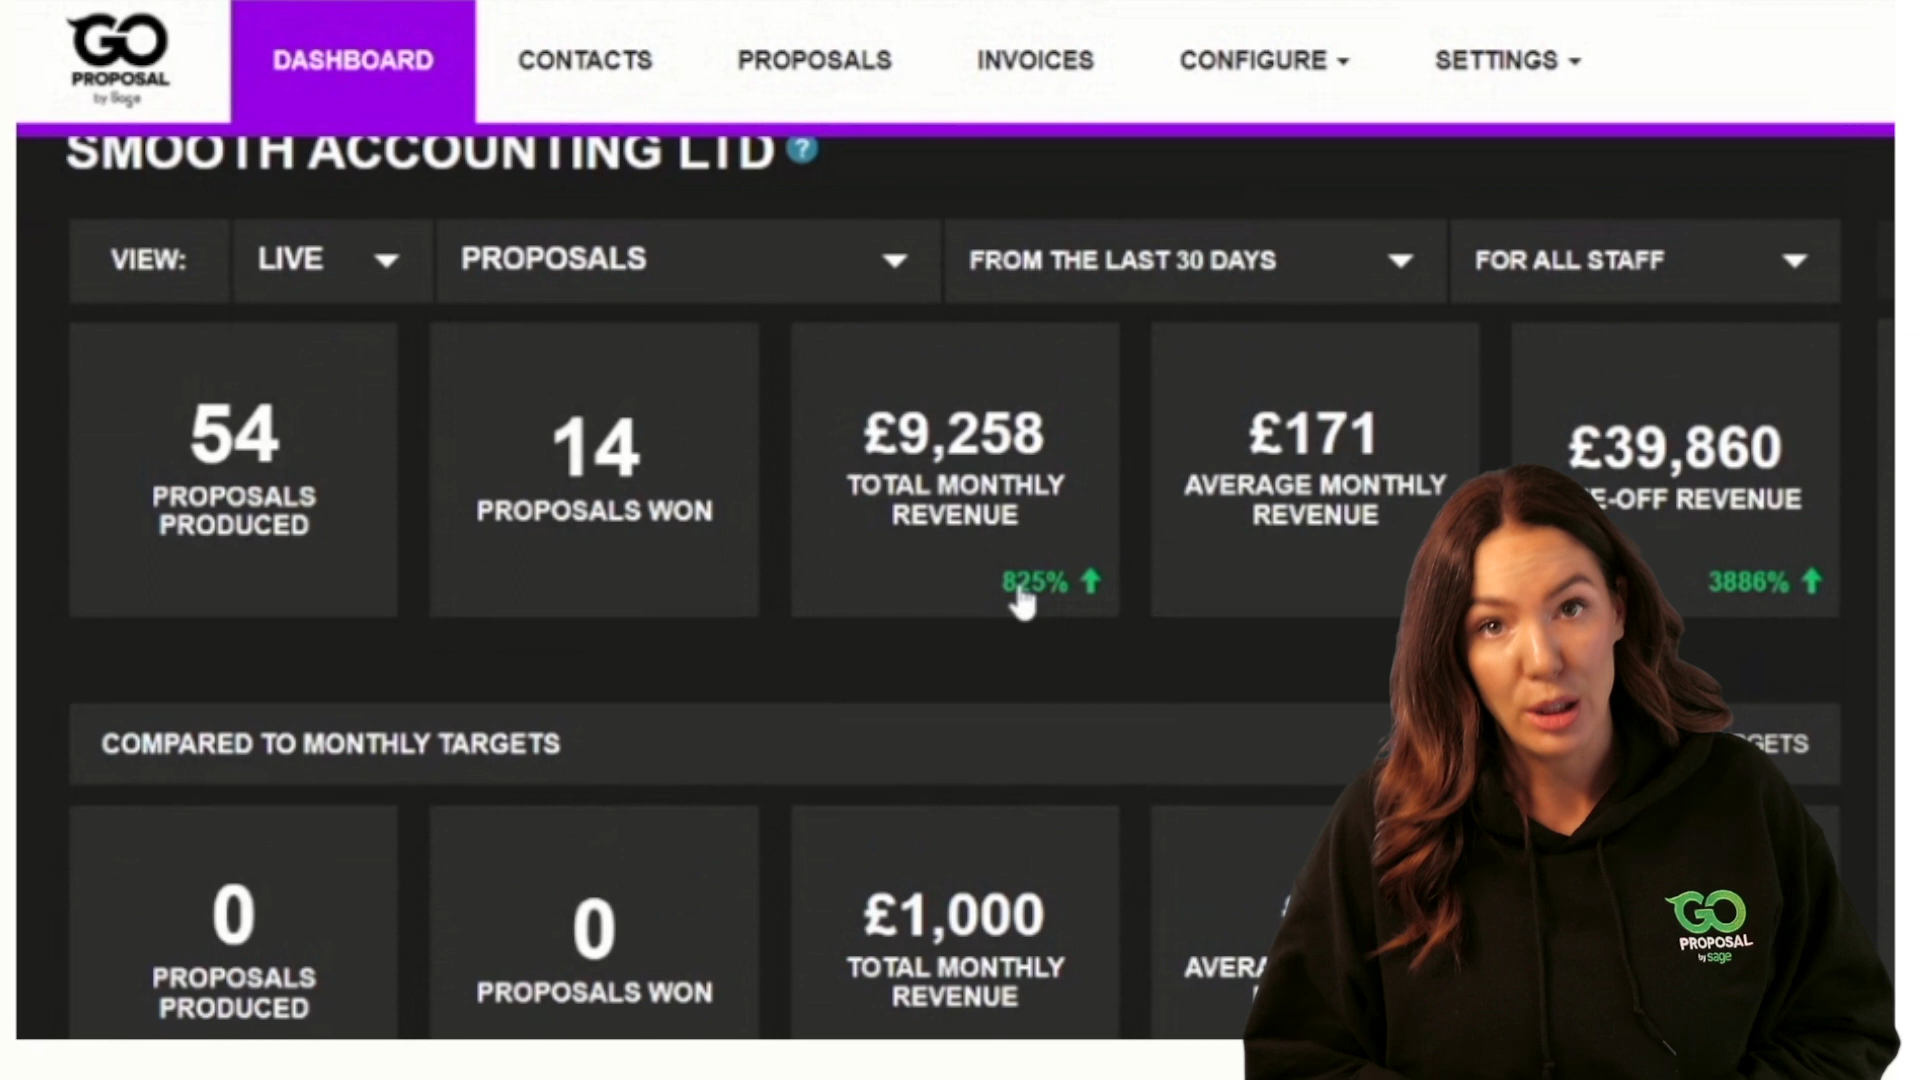 GO
PROPOSAL
by Sage
DASHBOARD
CONTACTS
PROPOSALS
INVOICES
CONFIGURE
SETTINGS
SMOOTH ACCOUNTING LTD ?
VIEW:
LIVE
PROPOSALS
FROM THE LAST 30 DAYS
FOR ALL STAFF
54
PROPOSALS
PRODUCED
14
PROPOSALS WON
£9,258
TOTAL MONTHLY
REVENUE
825%
£171
AVERAGE MONTHLY
REVENUE
£39,860
E-OFF REVENUE
3886%
COMPARED TO MONTHLY TARGETS
GETS
0
PROPOSALS
PRODUCED
0
PROPOSALS WON
£1,000
TOTAL MONTHLY
REVENUE
AVERA
GO
PROPOSAL
by sage